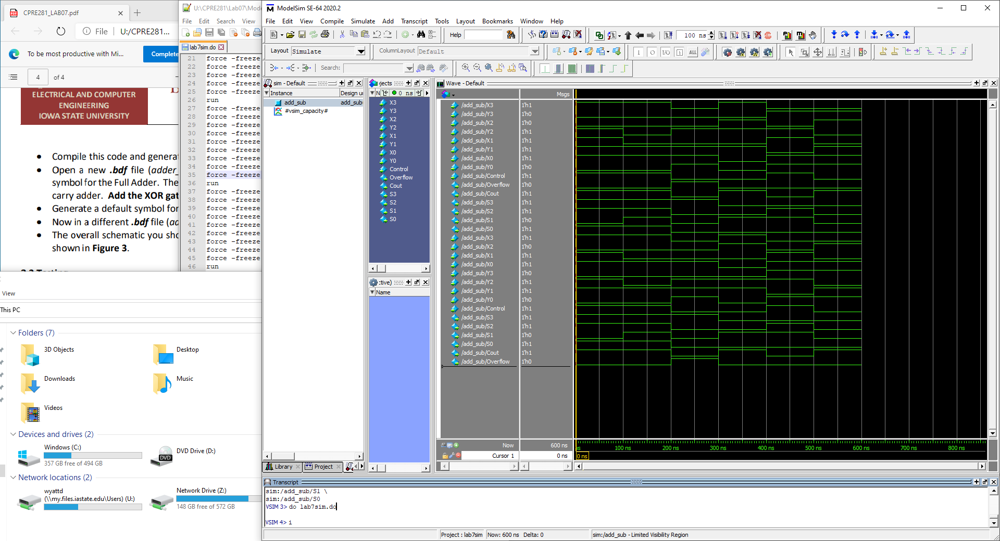 CPRE281_LAB07.pdf
File
U:/CPRE281...
To be most productive with Mi...
Complete
4
of 4
ELECTRICAL AND COMPUTER
ENGINEERING
IOWA STATE UNIVERSITY
• Compile this code and genera
• Open a new .bdf file (adder_
symbol for the Full Adder. The
carry adder. Add the XOR gat
• Generate a default symbol for
• Now in a different .bdf file (ad
• The overall schematic you sho
shown in Figure 3.
View
This PC
Folders (7)
3D Objects
Desktop
Downloads
Music
Videos
Devices and drives (2)
Windows (C:)
357 GB free of 494 GB
DVD Drive (D:)
Network locations (2)
wyattd
(\\my.files.iastate.edu\Users) (U:)
Network Drive (Z:)
148 GB free of 572 GB
U:\CPRE281\Lab07\Mode
File Edit Search View
lab7sim.do
21 force -freeze
22 force -freeze
23 force -freeze
24 force -freeze
25 force -freeze
26 run
27 force -freeze
28 force -freeze
29 force -freeze
30 force -freeze
31 force -freeze
32 force -freeze
33 force -freeze
34 force -freeze
35 force -freeze
36 run
37 force -freeze
38 force -freeze
39 force -freeze
40 force -freeze
41 force -freeze
42 force -freeze
43 force -freeze
44 force -freeze
45 force -freeze
46 run
ModelSim SE-64 2020.2
File Edit View Compile Simulate Add Transcript Tools Layout Bookmarks Window Help
Help
100 ns
Layout Simulate
ColumnLayout Default
Search:
sim - Default
Instance Design un
add_sub add_sub
#vsim_capacity#
Library
Project
jects
N 0 ns
X3
Y3
X2
Y2
X1
Y1
X0
Y0
Control
Overflow
Cout
S3
S2
S1
S0
:tive)
Name
Wave - Default
Msgs
/add_sub/X3 1'h1
/add_sub/Y3 1'h0
/add_sub/X2 1'h0
/add_sub/Y2 1'h1
/add_sub/X1 1'h1
/add_sub/Y1 1'h1
/add_sub/X0 1'h1
/add_sub/Y0 1'h0
/add_sub/Control 1'h1
/add_sub/Overflow 1'h0
/add_sub/Cout 1'h1
/add_sub/S3 1'h1
/add_sub/S2 1'h1
/add_sub/S1 1'h0
/add_sub/S0 1'h1
/add_sub/X3 1'h1
/add_sub/X2 1'h0
/add_sub/X1 1'h1
/add_sub/X0 1'h1
/add_sub/Y3 1'h0
/add_sub/Y2 1'h1
/add_sub/Y1 1'h1
/add_sub/Y0 1'h0
/add_sub/Control 1'h1
/add_sub/S3 1'h1
/add_sub/S2 1'h1
/add_sub/S1 1'h0
/add_sub/S0 1'h1
/add_sub/Cout 1'h1
/add_sub/Overflow 1'h0
Now 600 ns
Cursor 1 0 ns
ns 100 ns 200 ns 300 ns 400 ns 500 ns 600 ns 700 ns 800 ns
0 ns
Transcript
sim:/add_sub/S1 \
sim:/add_sub/S0
VSIM 3> do lab7sim.do
VSIM 4> i
Project : lab7sim Now: 600 ns Delta: 0 sim:/add_sub - Limited Visibility Region